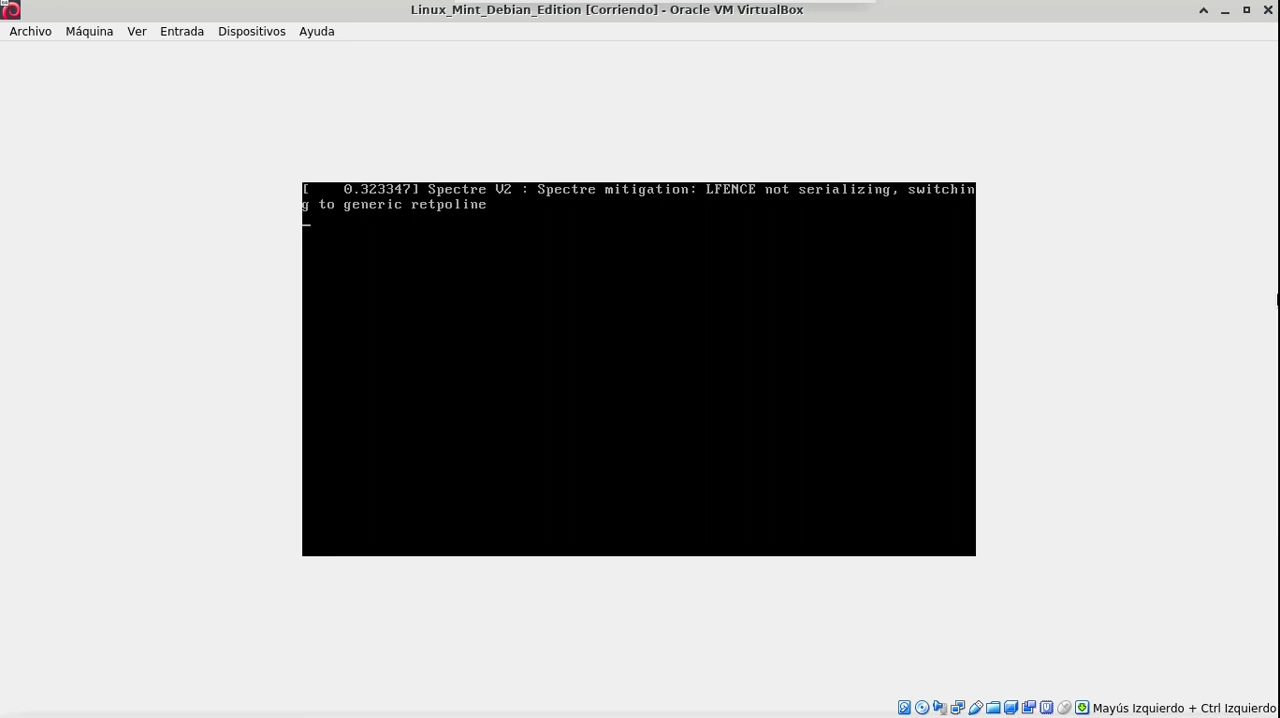 Linux_Mint_Debian_Edition [Corriendo] - Oracle VM VirtualBox
Archivo Máquina Ver Entrada Dispositivos Ayuda
[    0.323347] Spectre V2 : Spectre mitigation: LFENCE not serializing, switchin
g to generic retpoline
Mayús Izquierdo + Ctrl Izquierdo